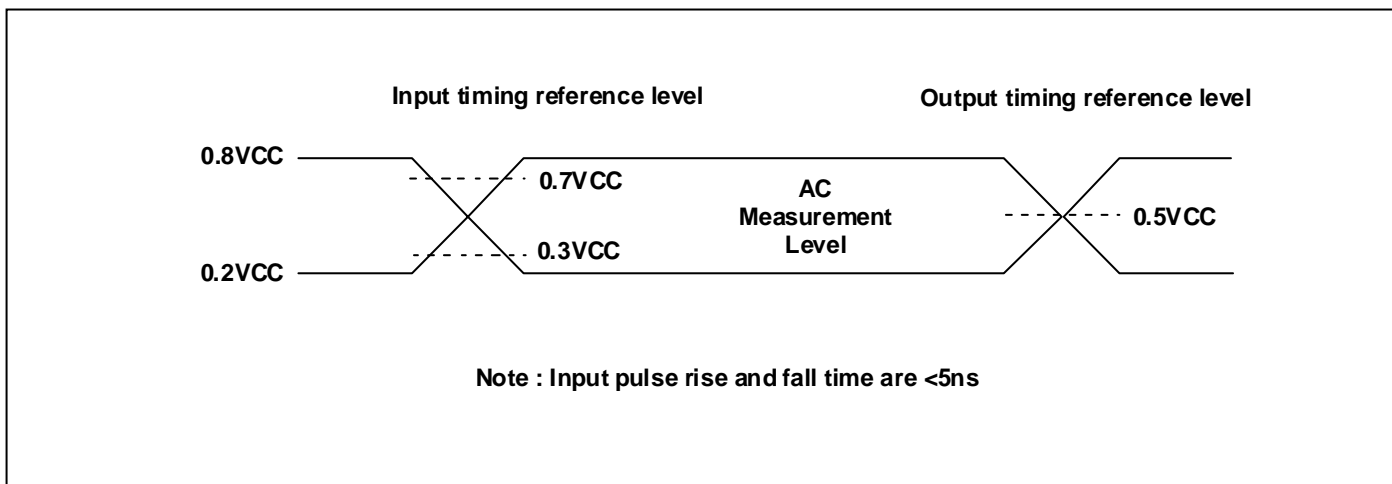 Input timing reference level
Output timing reference level
0.8VCC
0.7VCC
AC
Measurement
Level
0.5VCC
0.3VCC
0.2VCC
Note : Input pulse rise and fall time are <5ns